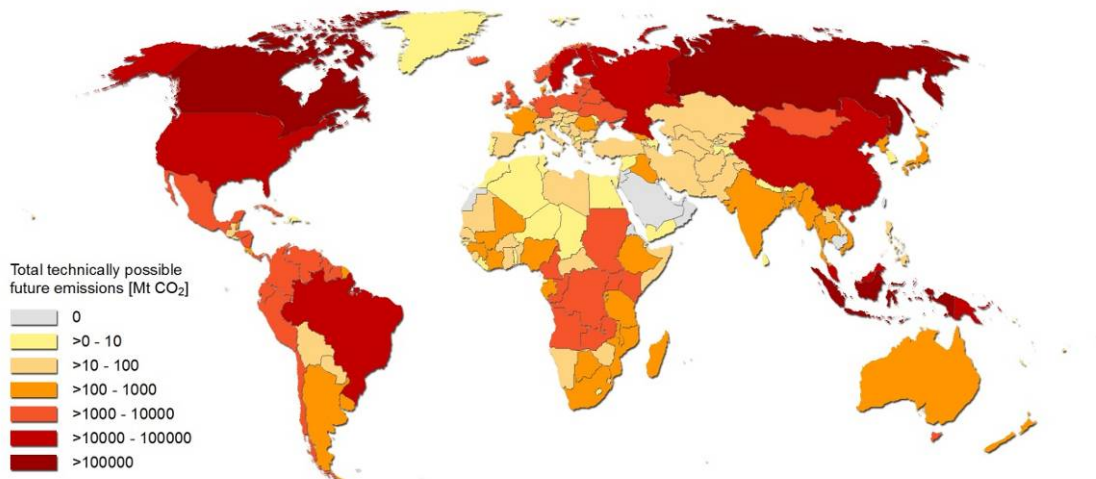 Total technically possible
future emissions [Mt CO₂]
0
>0 - 10
>10 - 100
>100 - 1000
>1000 - 10000
>10000 - 100000
>100000